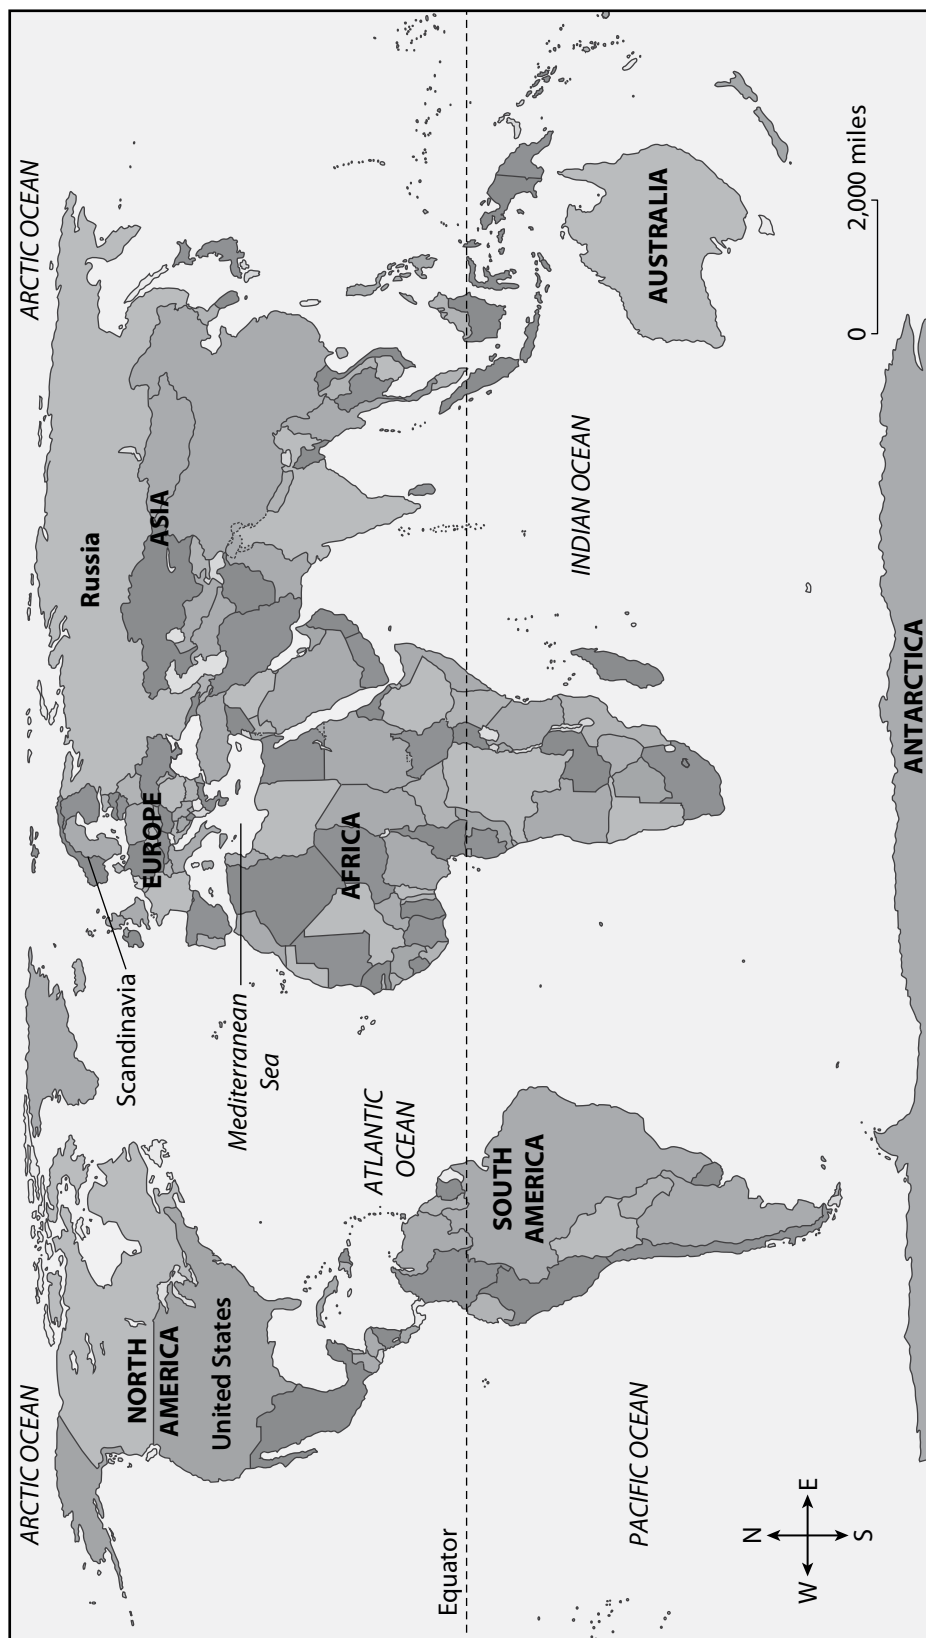 ARCTIC OCEAN
ARCTIC OCEAN
NORTH
AMERICA
United States
Scandinavia
EUROPE
Russia
ASIA
Mediterranean
Sea
ATLANTIC
OCEAN
AFRICA
Equator
SOUTH
AMERICA
PACIFIC OCEAN
INDIAN OCEAN
AUSTRALIA
N
W
E
S
0
2,000 miles
ANTARCTICA